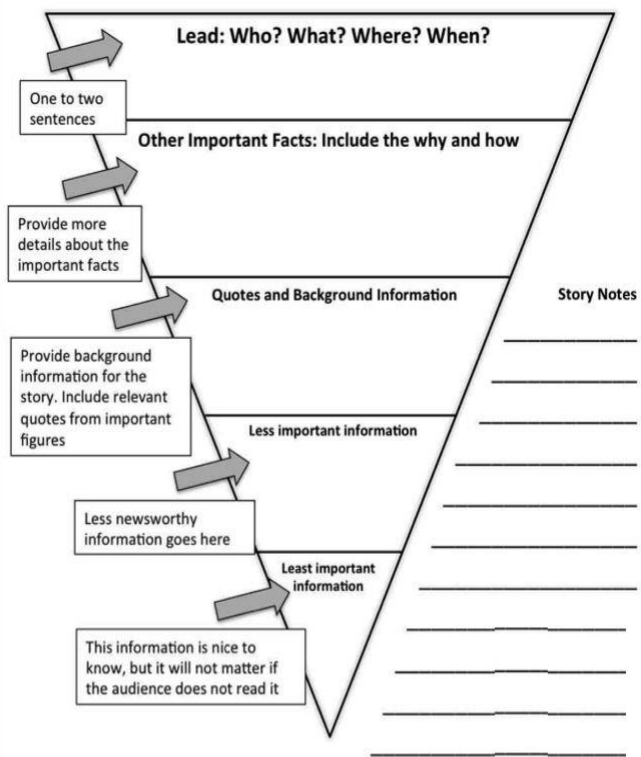 Lead: Who? What? Where? When?
One to two
sentences
Other Important Facts: Include the why and how
Provide more
details about the
important facts
Quotes and Background Information
Story Notes
Provide background
information for the
story. Include relevant
quotes from important
figures
Less important information
Less newsworthy
information goes here
Least important
information
This information is nice to
know, but it will not matter if
the audience does not read it